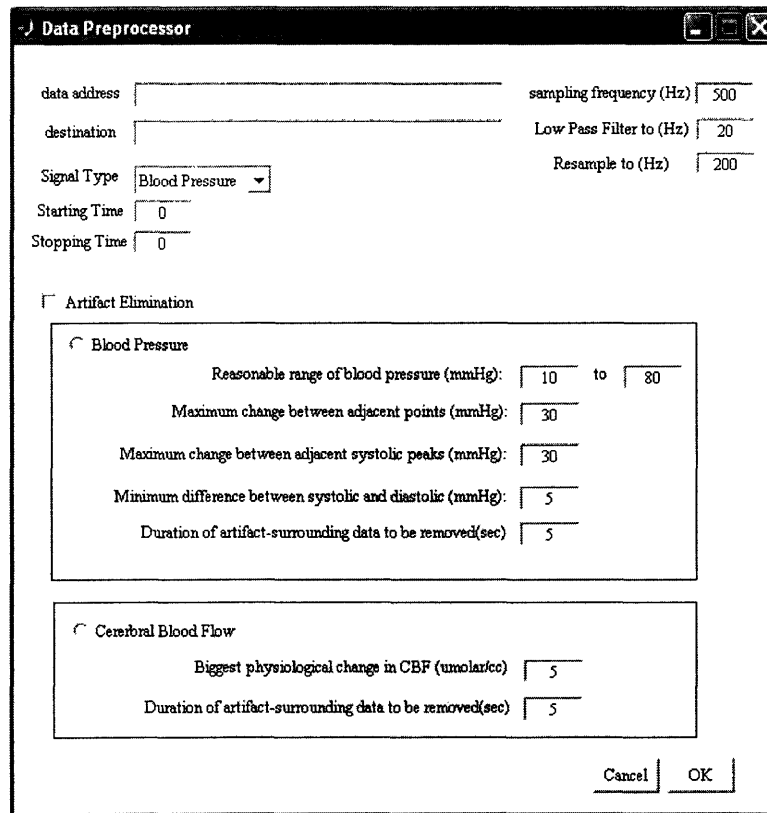 Data Preprocessor
data address
destination
Signal Type Blood Pressure
Starting Time 0
Stopping Time 0
sampling frequency (Hz) 500
Low Pass Filter to (Hz) 20
Resample to (Hz) 200
Artifact Elimination
Blood Pressure
Reasonable range of blood pressure (mmHg): 10 to 80
Maximum change between adjacent points (mmHg): 30
Maximum change between adjacent systolic peaks (mmHg): 30
Minimum difference between systolic and diastolic (mmHg): 5
Duration of artifact-surrounding data to be removed(sec) 5
Cererbral Blood Flow
Biggest physiological change in CBF (umolar/cc) 5
Duration of artifact-surrounding data to be removed(sec) 5
Cancel OK